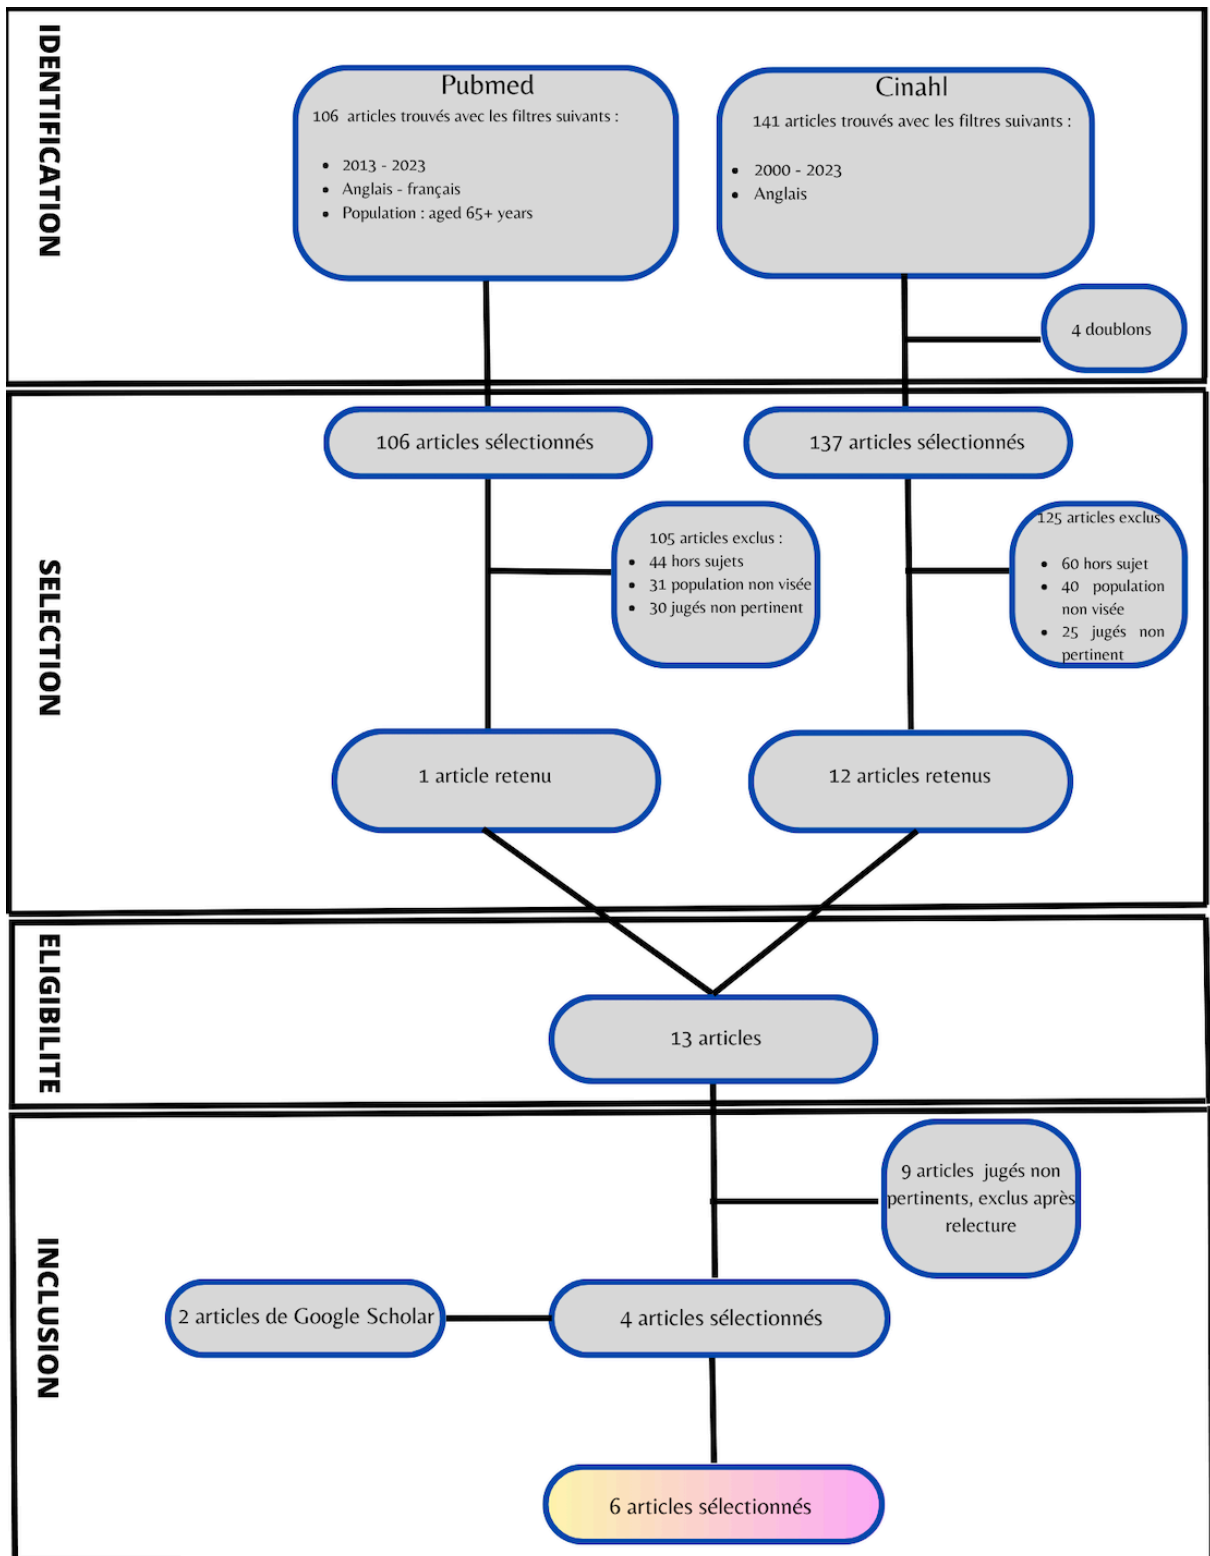 IDENTIFICATION
Pubmed
106 articles trouvés avec les filtres suivants :
• 2013 - 2023
• Anglais - français
• Population : aged 65+ years
Cinahl
141 articles trouvés avec les filtres suivants :
• 2000 - 2023
• Anglais
4 doublons
SELECTION
106 articles sélectionnés
137 articles sélectionnés
105 articles exclus :
• 44 hors sujets
• 31 population non visée
• 30 jugés non pertinent
125 articles exclus
• 60 hors sujet
• 40 population
non visée
• 25 jugés non
pertinent
1 article retenu
12 articles retenus
ELIGIBILITE
13 articles
INCLUSION
9 articles jugés non
pertinents, exclus après
relecture
2 articles de Google Scholar
4 articles sélectionnés
6 articles sélectionnés